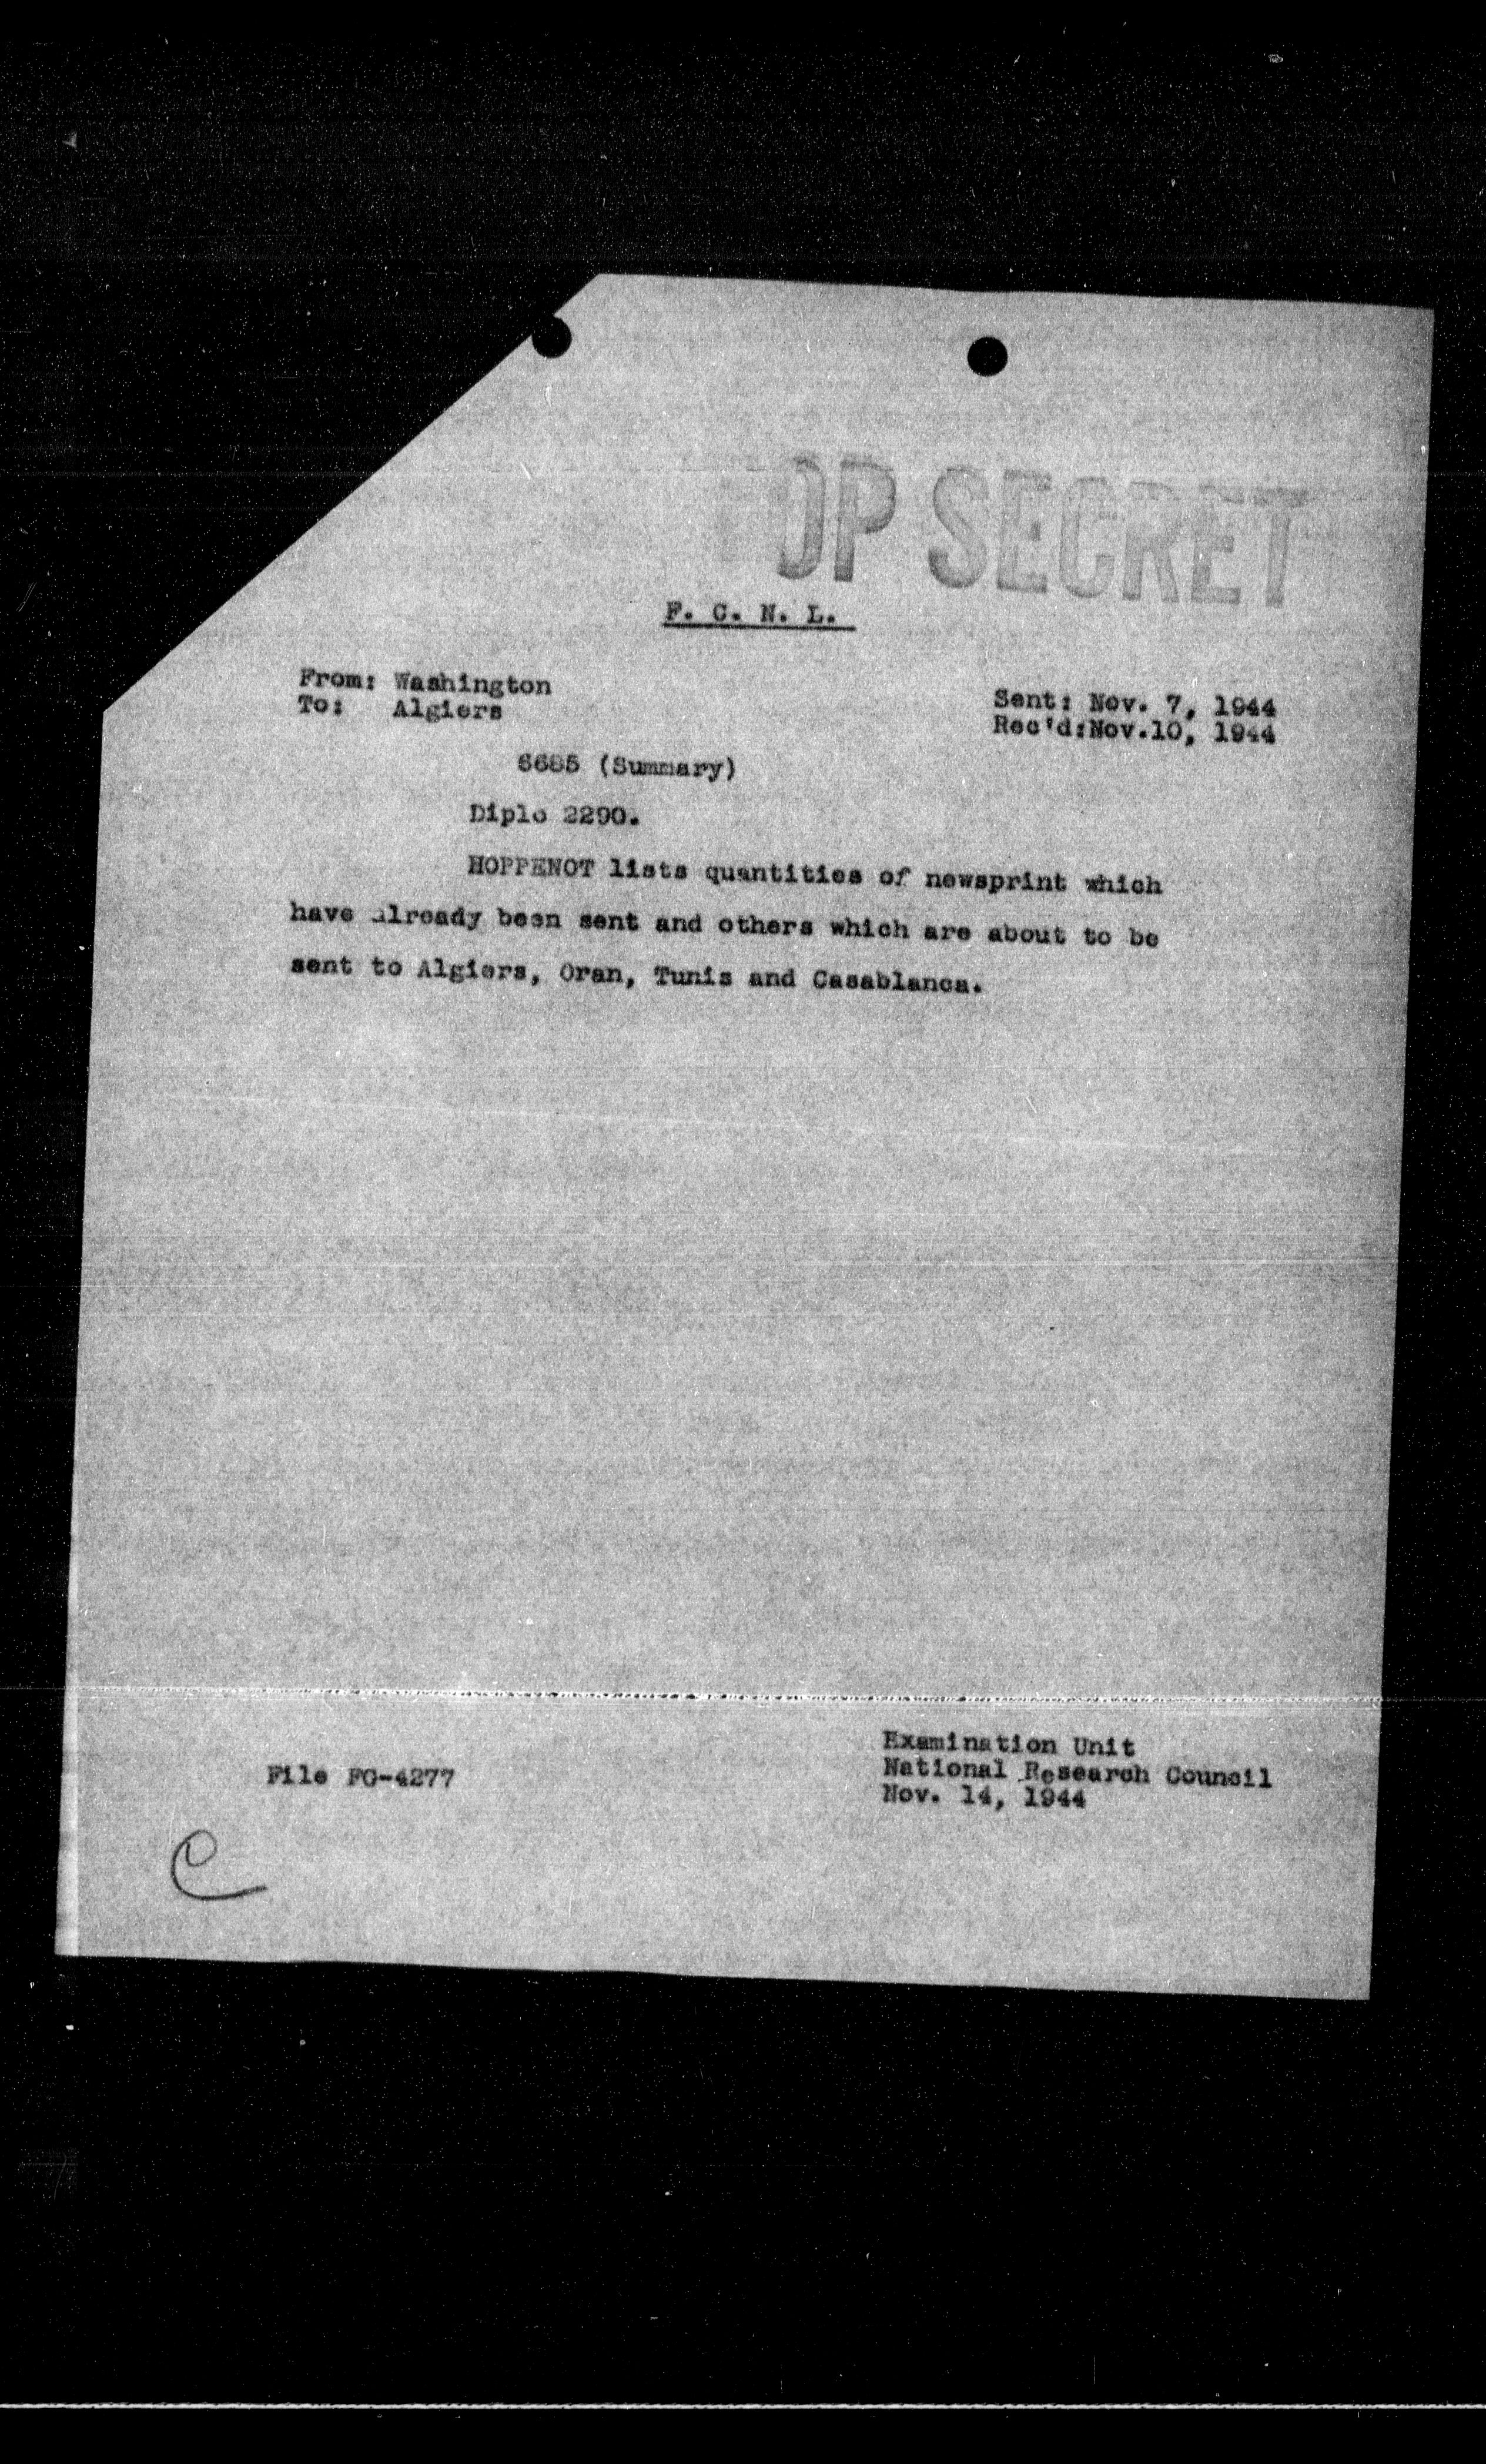 TOP SECRET
F. C. N. L.
From: Washington
To: Algiers
Sent: Nov. 7, 1944
Rec'd:Nov.10, 1944
6685 (Summary)
Diplo 2290.
HOPPENOT lists quantities of newsprint which
have already been sent and others which are about to be
sent to Algiers, Oran, Tunis and Casablanca.
Examination Unit
National Research Council
Nov. 14, 1944
File FC-4277
C